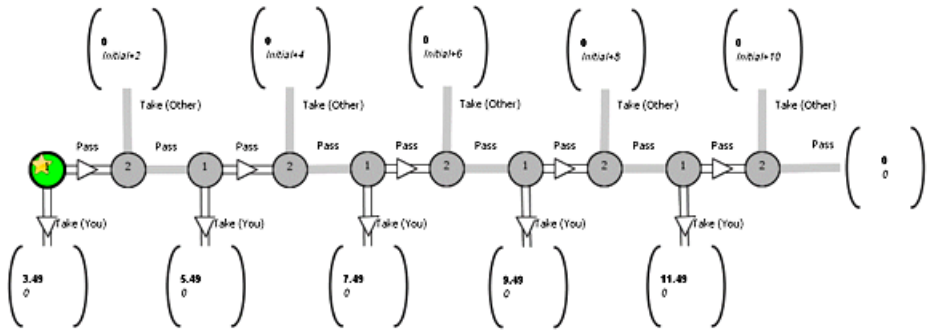 0
Initial+2
0
Initial+4
0
Initial+6
0
Initial+8
0
Initial+10
Take (Other)
Take (Other)
Take (Other)
Take (Other)
Take (Other)
Pass
Pass
Pass
Pass
Pass
Pass
Pass
Pass
Pass
Pass
2
1
2
1
2
1
2
1
2
0
0
Take (You)
Take (You)
Take (You)
Take (You)
Take (You)
3.49
0
5.49
0
7.49
0
9.49
0
11.49
0